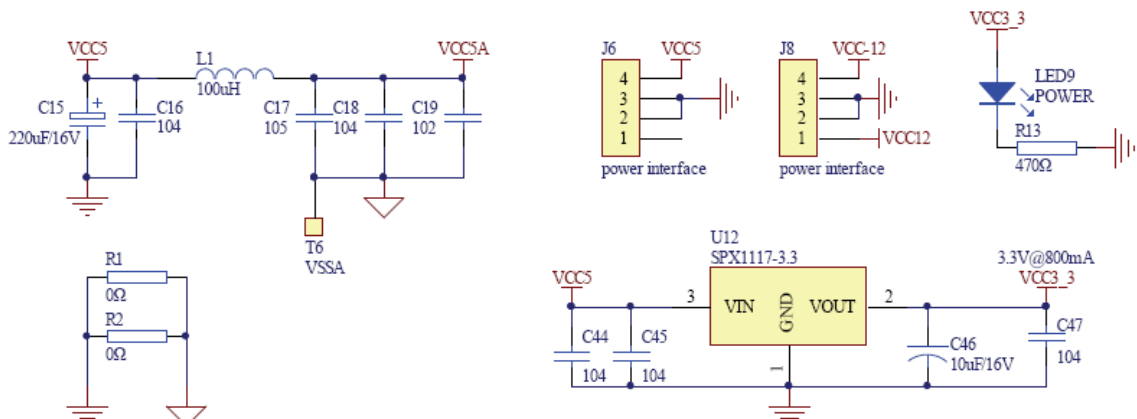 VCC5
L1
100uH
VCC5A
C15
+
220uF/16V
C16
104
C17
105
C18
104
C19
102
T6
VSSA
J6
VCC5
4
3
2
1
power interface
J8
VCC-12
4
3
2
1
VCC12
power interface
VCC3_3
LED9
POWER
R13
470Ω
R1
0Ω
R2
0Ω
U12
SPX1117-3.3
VCC5
3
VIN
GND
VOUT
2
1
3.3V@800mA
VCC3_3
C44
104
C45
104
C46
10uF/16V
C47
104